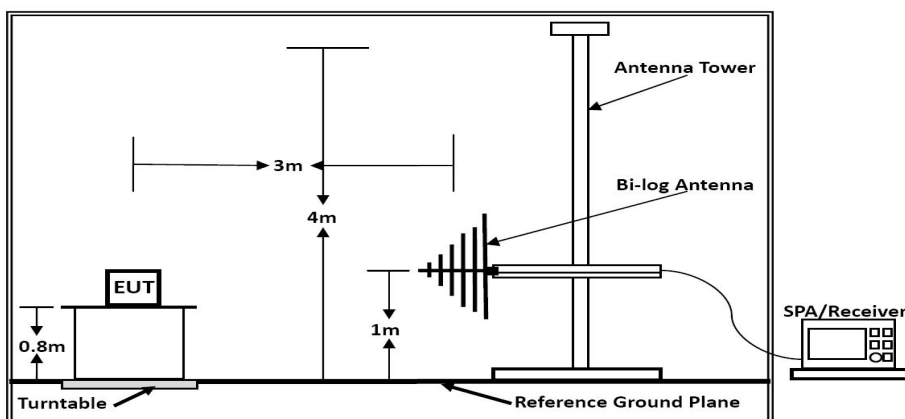 Antenna Tower
3m
Bi-log Antenna
4m
EUT
1m
0.8m
SPA/Receiver
Turntable
Reference Ground Plane